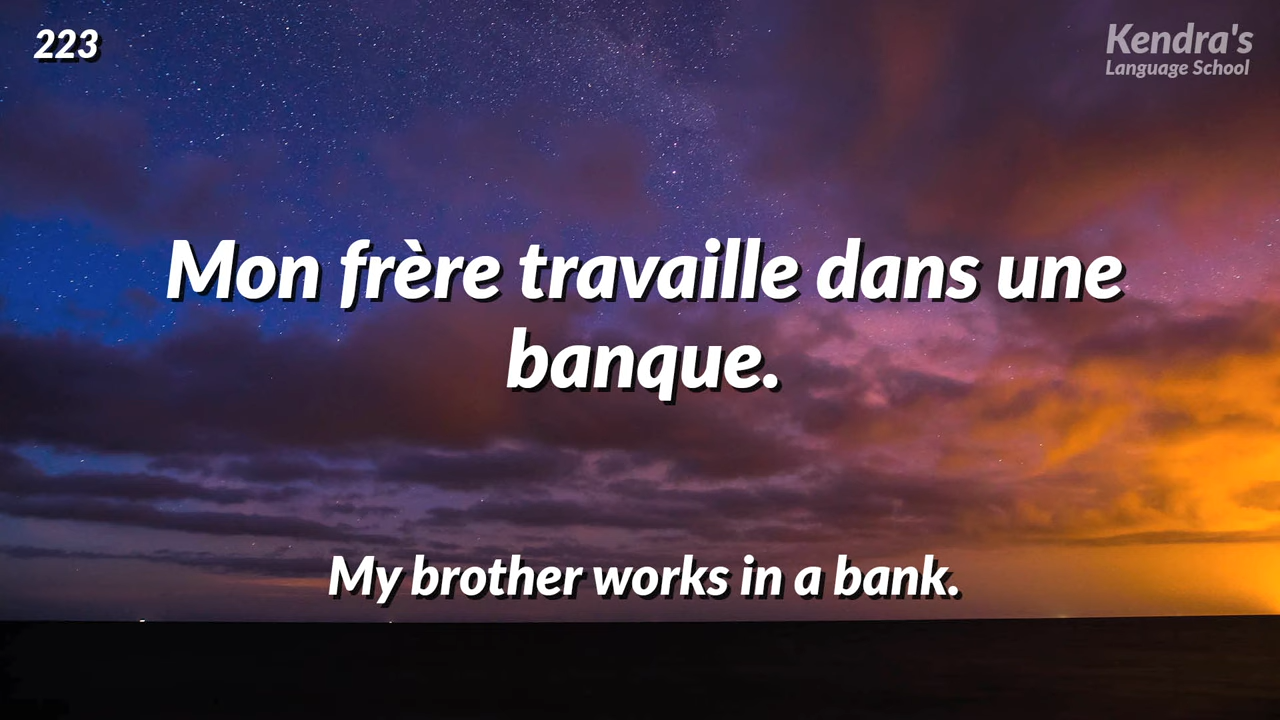 223
Kendra's
Language School
Mon frère travaille dans une
banque.
My brother works in a bank.